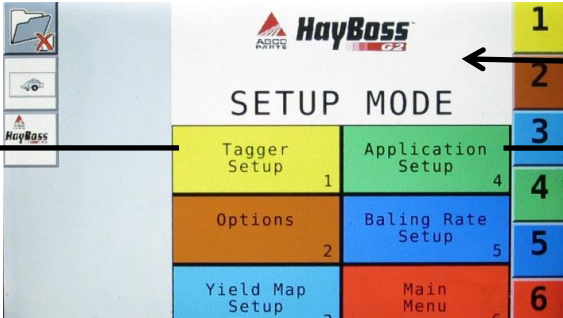 HayBoss
G2
AGCO
PARTS
SETUP MODE
HayBoss
Tagger
Setup
1
Application
Setup
4
Options
2
Baling Rate
Setup
5
Yield Map
Setup
Main
Menu
1
2
3
4
5
6